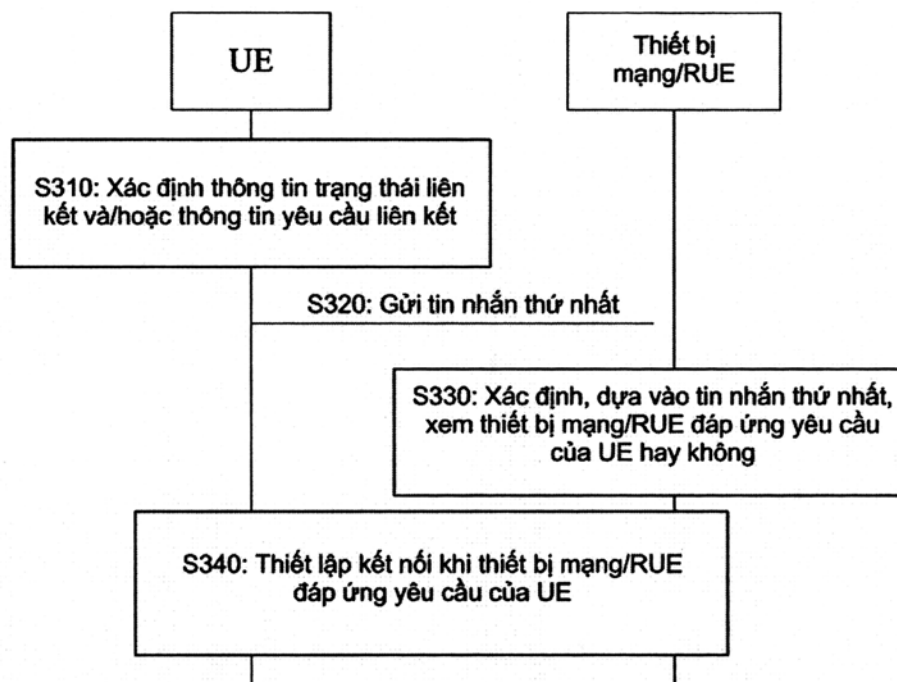 UE
Thiết bị
mạng/RUE
S310: Xác định thông tin trạng thái liên
kết và/hoặc thông tin yêu cầu liên kết
S320: Gửi tin nhắn thứ nhất
S330: Xác định, dựa vào tin nhắn thứ nhất,
xem thiết bị mạng/RUE đáp ứng yêu cầu
của UE hay không
S340: Thiết lập kết nối khi thiết bị mạng/RUE
đáp ứng yêu cầu của UE